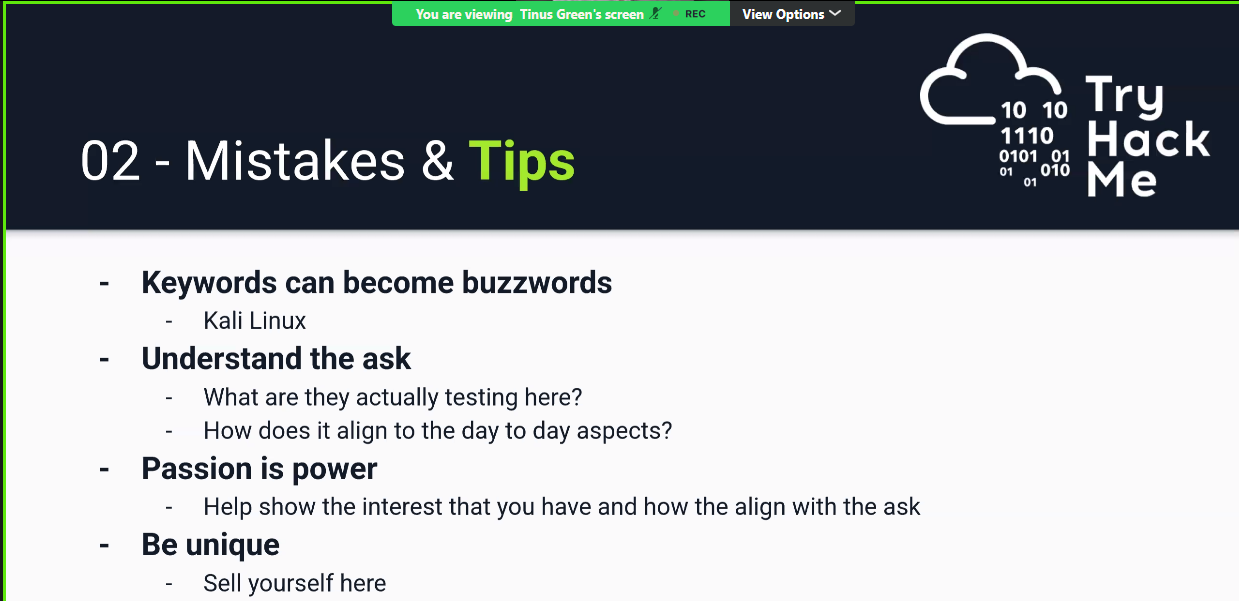 You are viewing Tinus Green's screen REC View Options
10 10
1110
0101 01
01 010
01
Try
Hack
Me
02 - Mistakes & Tips
- Keywords can become buzzwords
- Kali Linux
- Understand the ask
- What are they actually testing here?
- How does it align to the day to day aspects?
- Passion is power
- Help show the interest that you have and how the align with the ask
- Be unique
- Sell yourself here